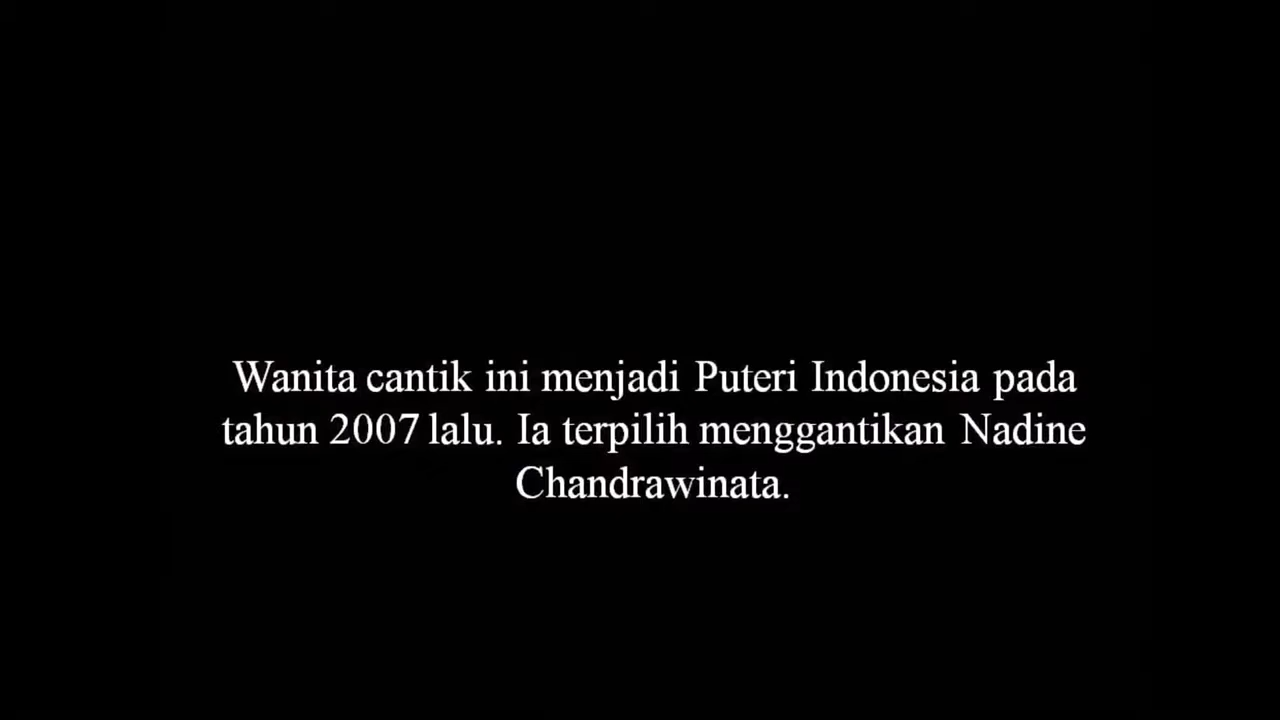 Wanita cantik ini menjadi Puteri Indonesia pada
tahun 2007 lalu. Ia terpilih menggantikan Nadine
Chandrawinata.